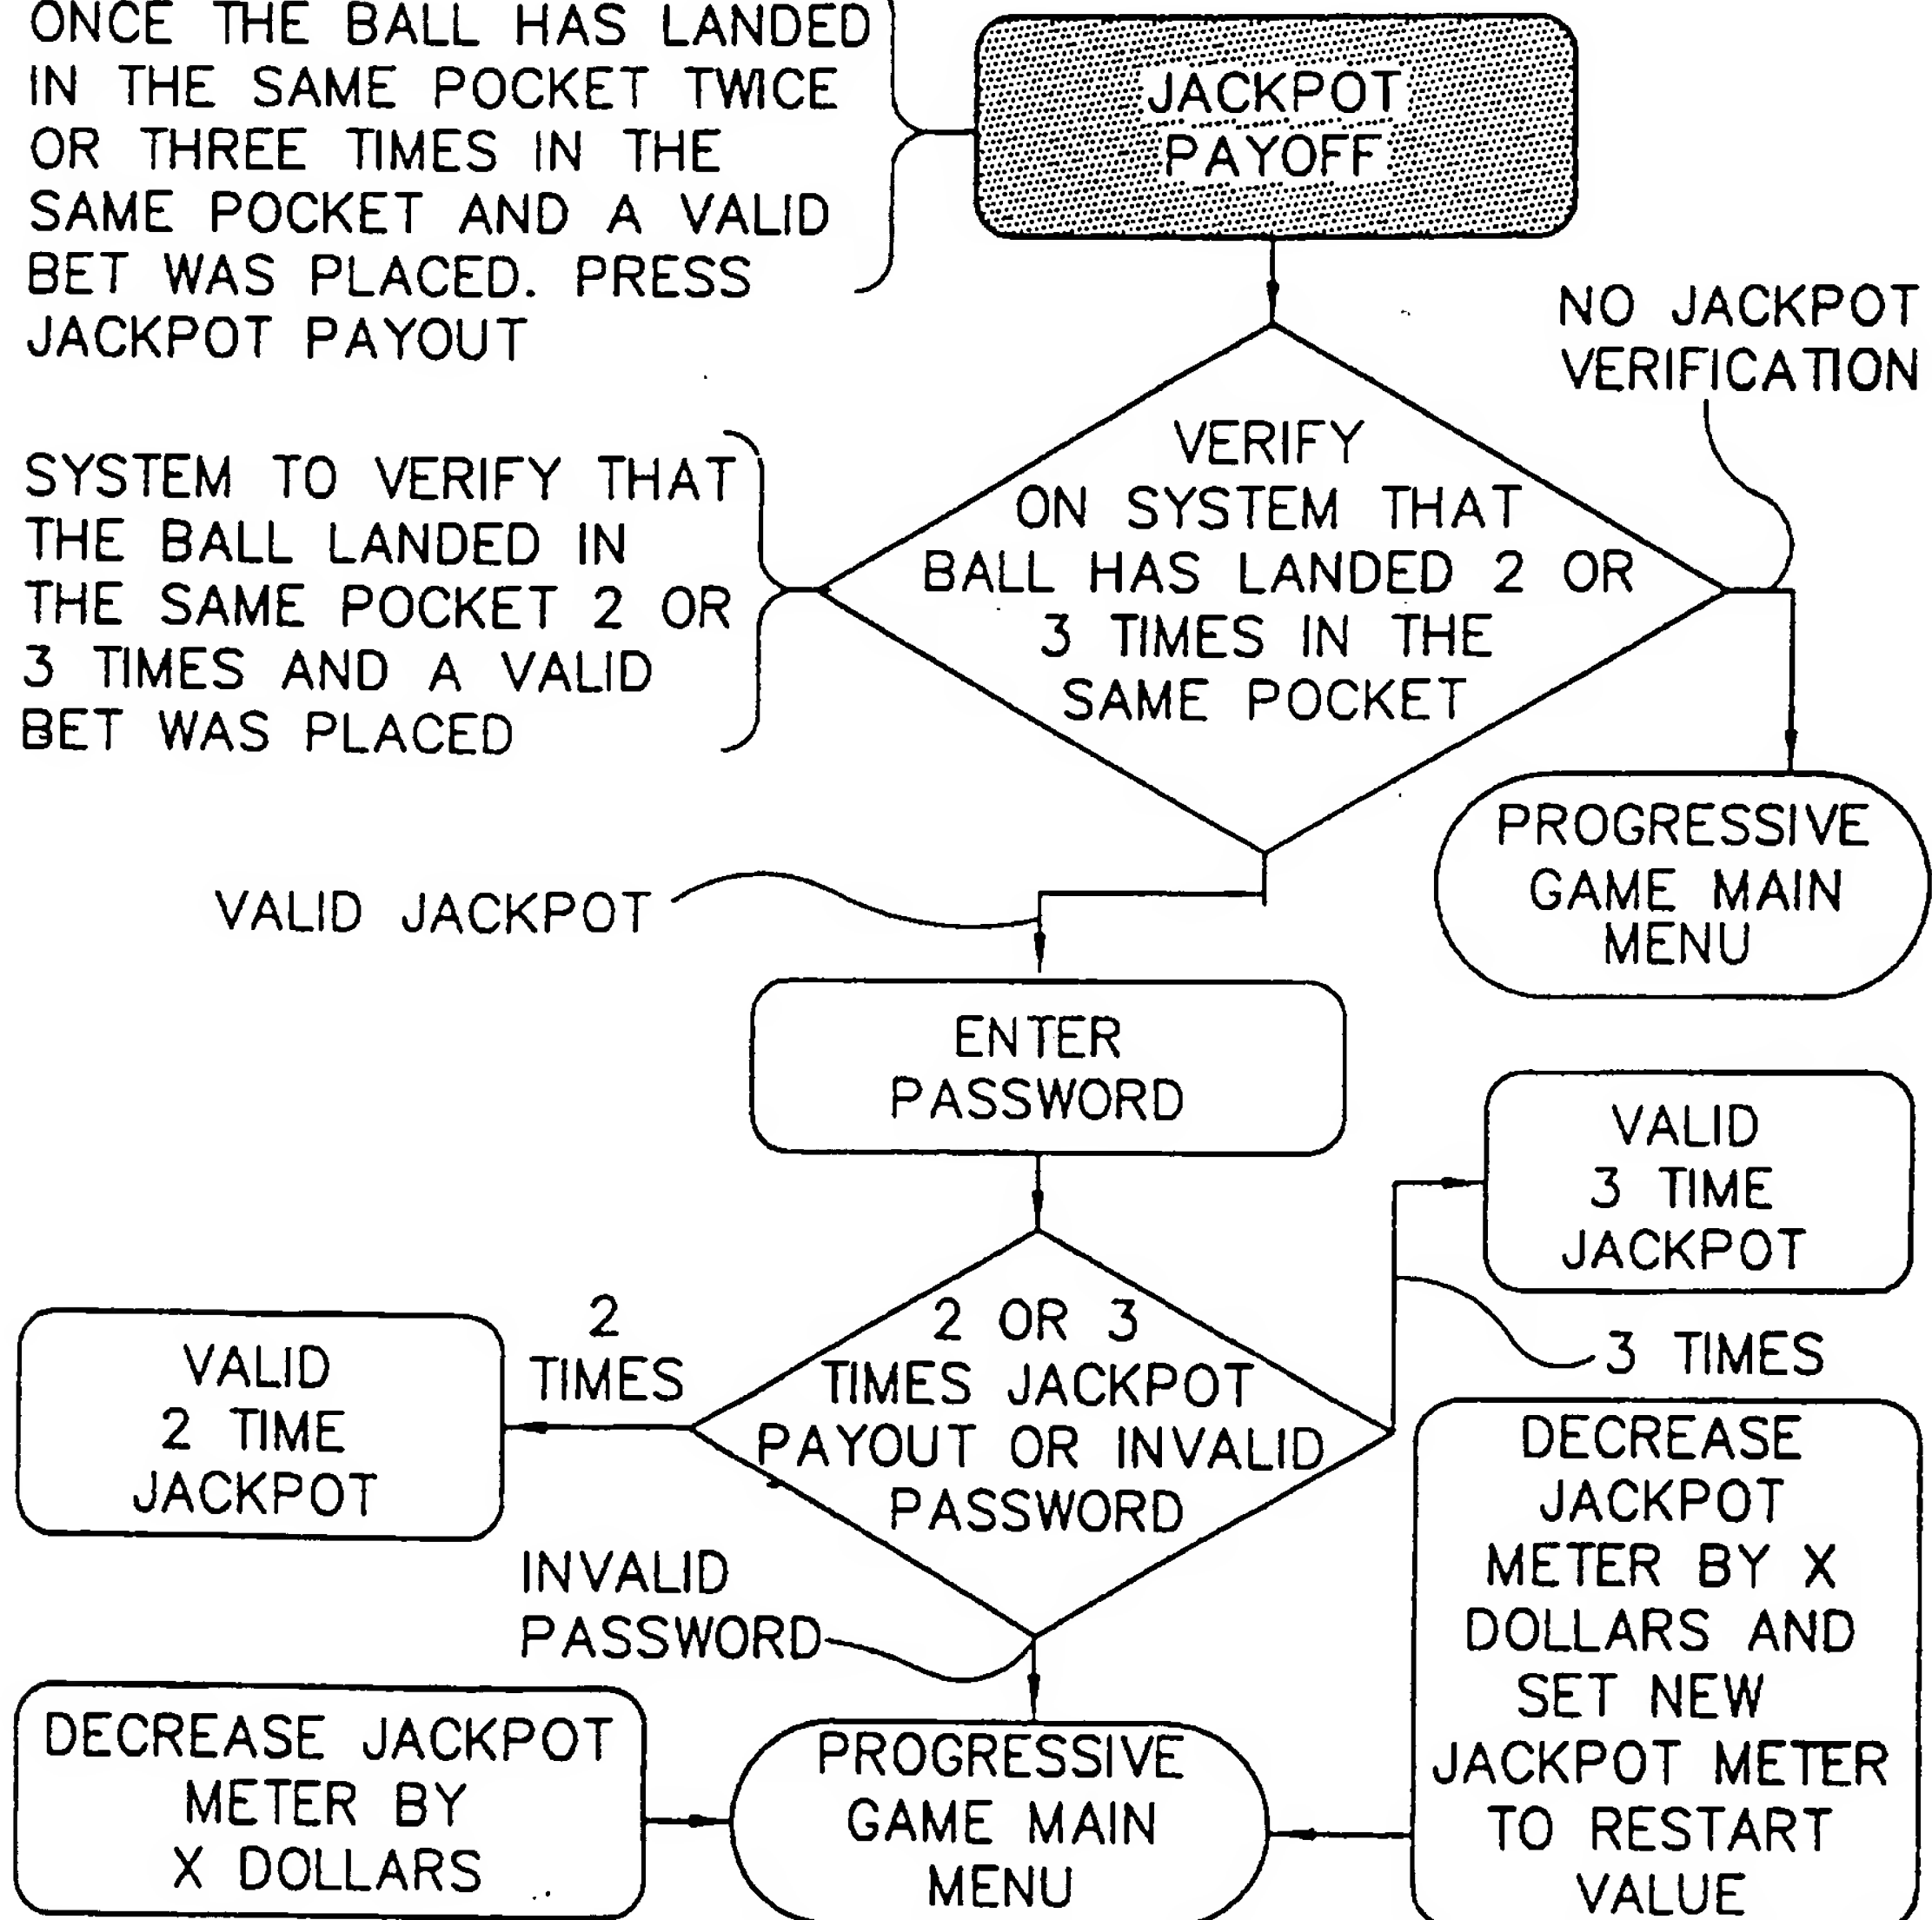 ONCE THE BALL HAS LANDED
IN THE SAME POCKET TWICE
OR THREE TIMES IN THE
SAME POCKET AND A VALID
BET WAS PLACED. PRESS
JACKPOT PAYOUT
JACKPOT
PAYOFF
NO JACKPOT
VERIFICATION
SYSTEM TO VERIFY THAT
THE BALL LANDED IN
THE SAME POCKET 2 OR
3 TIMES AND A VALID
BET WAS PLACED
VERIFY
ON SYSTEM THAT
BALL HAS LANDED 2 OR
3 TIMES IN THE
SAME POCKET
PROGRESSIVE
GAME MAIN
MENU
VALID JACKPOT
ENTER
PASSWORD
VALID
3 TIME
JACKPOT
3 TIMES
2 OR 3
TIMES JACKPOT
PAYOUT OR INVALID
PASSWORD
2
TIMES
VALID
2 TIME
JACKPOT
INVALID
PASSWORD
DECREASE
JACKPOT
METER BY X
DOLLARS AND
SET NEW
JACKPOT METER
TO RESTART
VALUE
DECREASE JACKPOT
METER BY
X DOLLARS
PROGRESSIVE
GAME MAIN
MENU